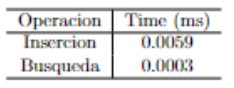 Operacion Time (ms)
Insercion 0.0059
Busqueda 0.0003